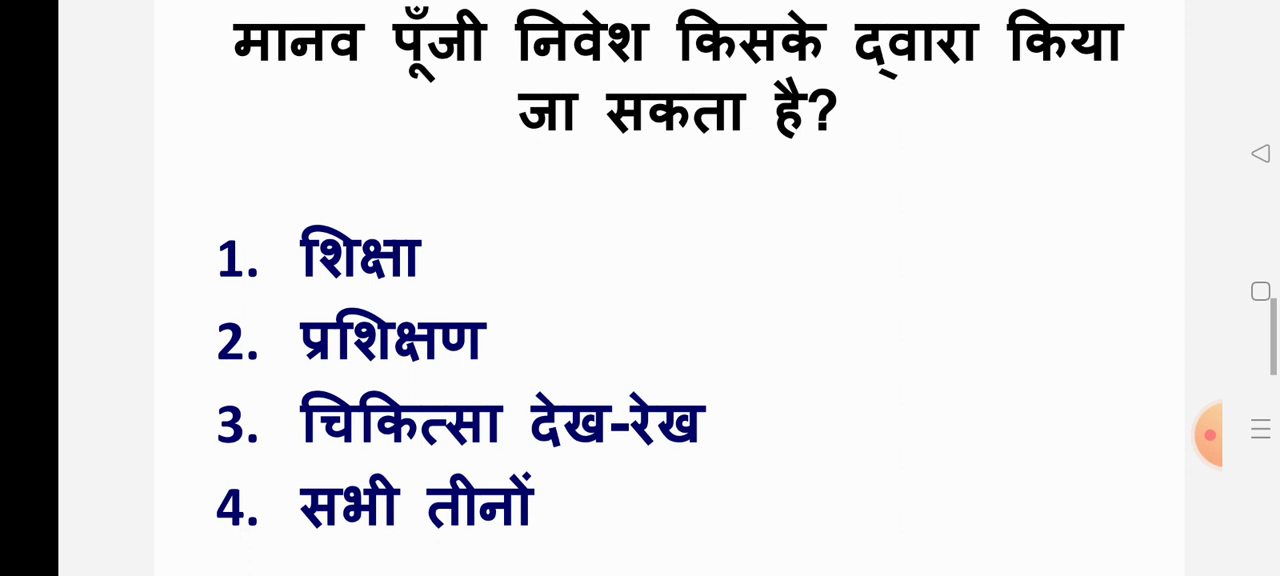 मानव पूँजी निवेश किसके द्वारा किया
जा सकता है?
1. शिक्षा
2. प्रशिक्षण
3. चिकित्सा देख-रेख
4. सभी तीनों